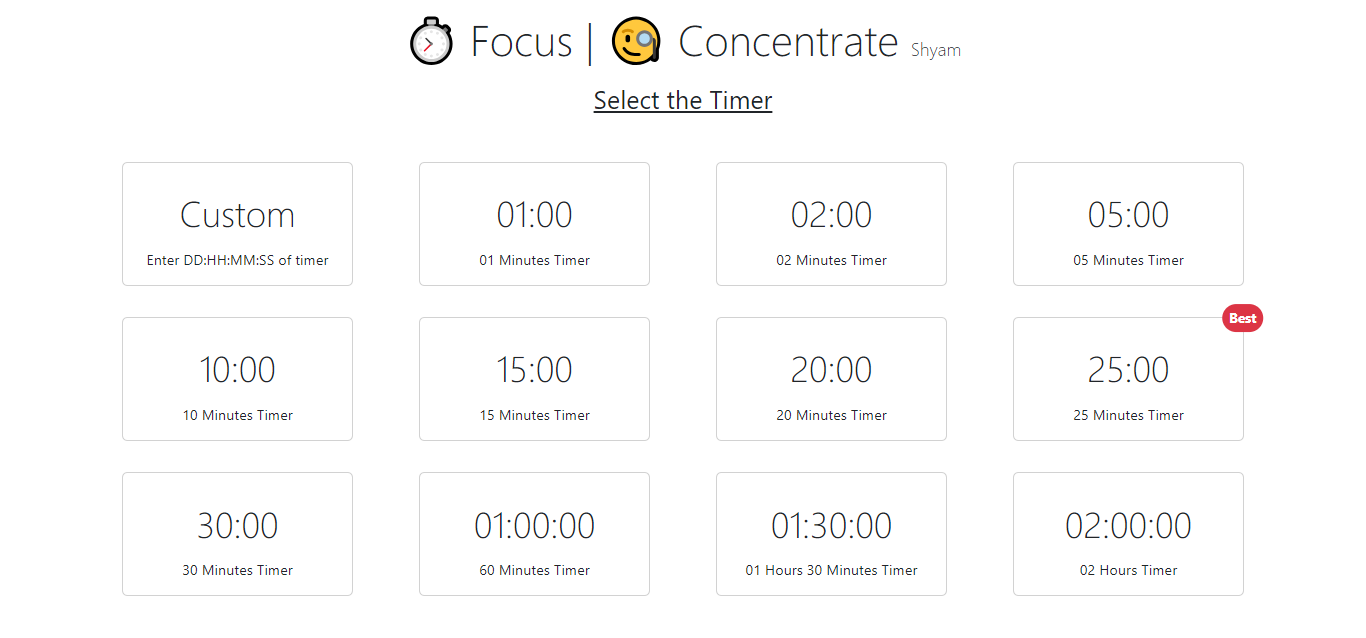 Focus | Concentrate Shyam
Select the Timer
Custom
Enter DD:HH:MM:SS of timer
01:00
01 Minutes Timer
02:00
02 Minutes Timer
05:00
05 Minutes Timer
10:00
10 Minutes Timer
15:00
15 Minutes Timer
20:00
20 Minutes Timer
Best
25:00
25 Minutes Timer
30:00
30 Minutes Timer
01:00:00
60 Minutes Timer
01:30:00
01 Hours 30 Minutes Timer
02:00:00
02 Hours Timer